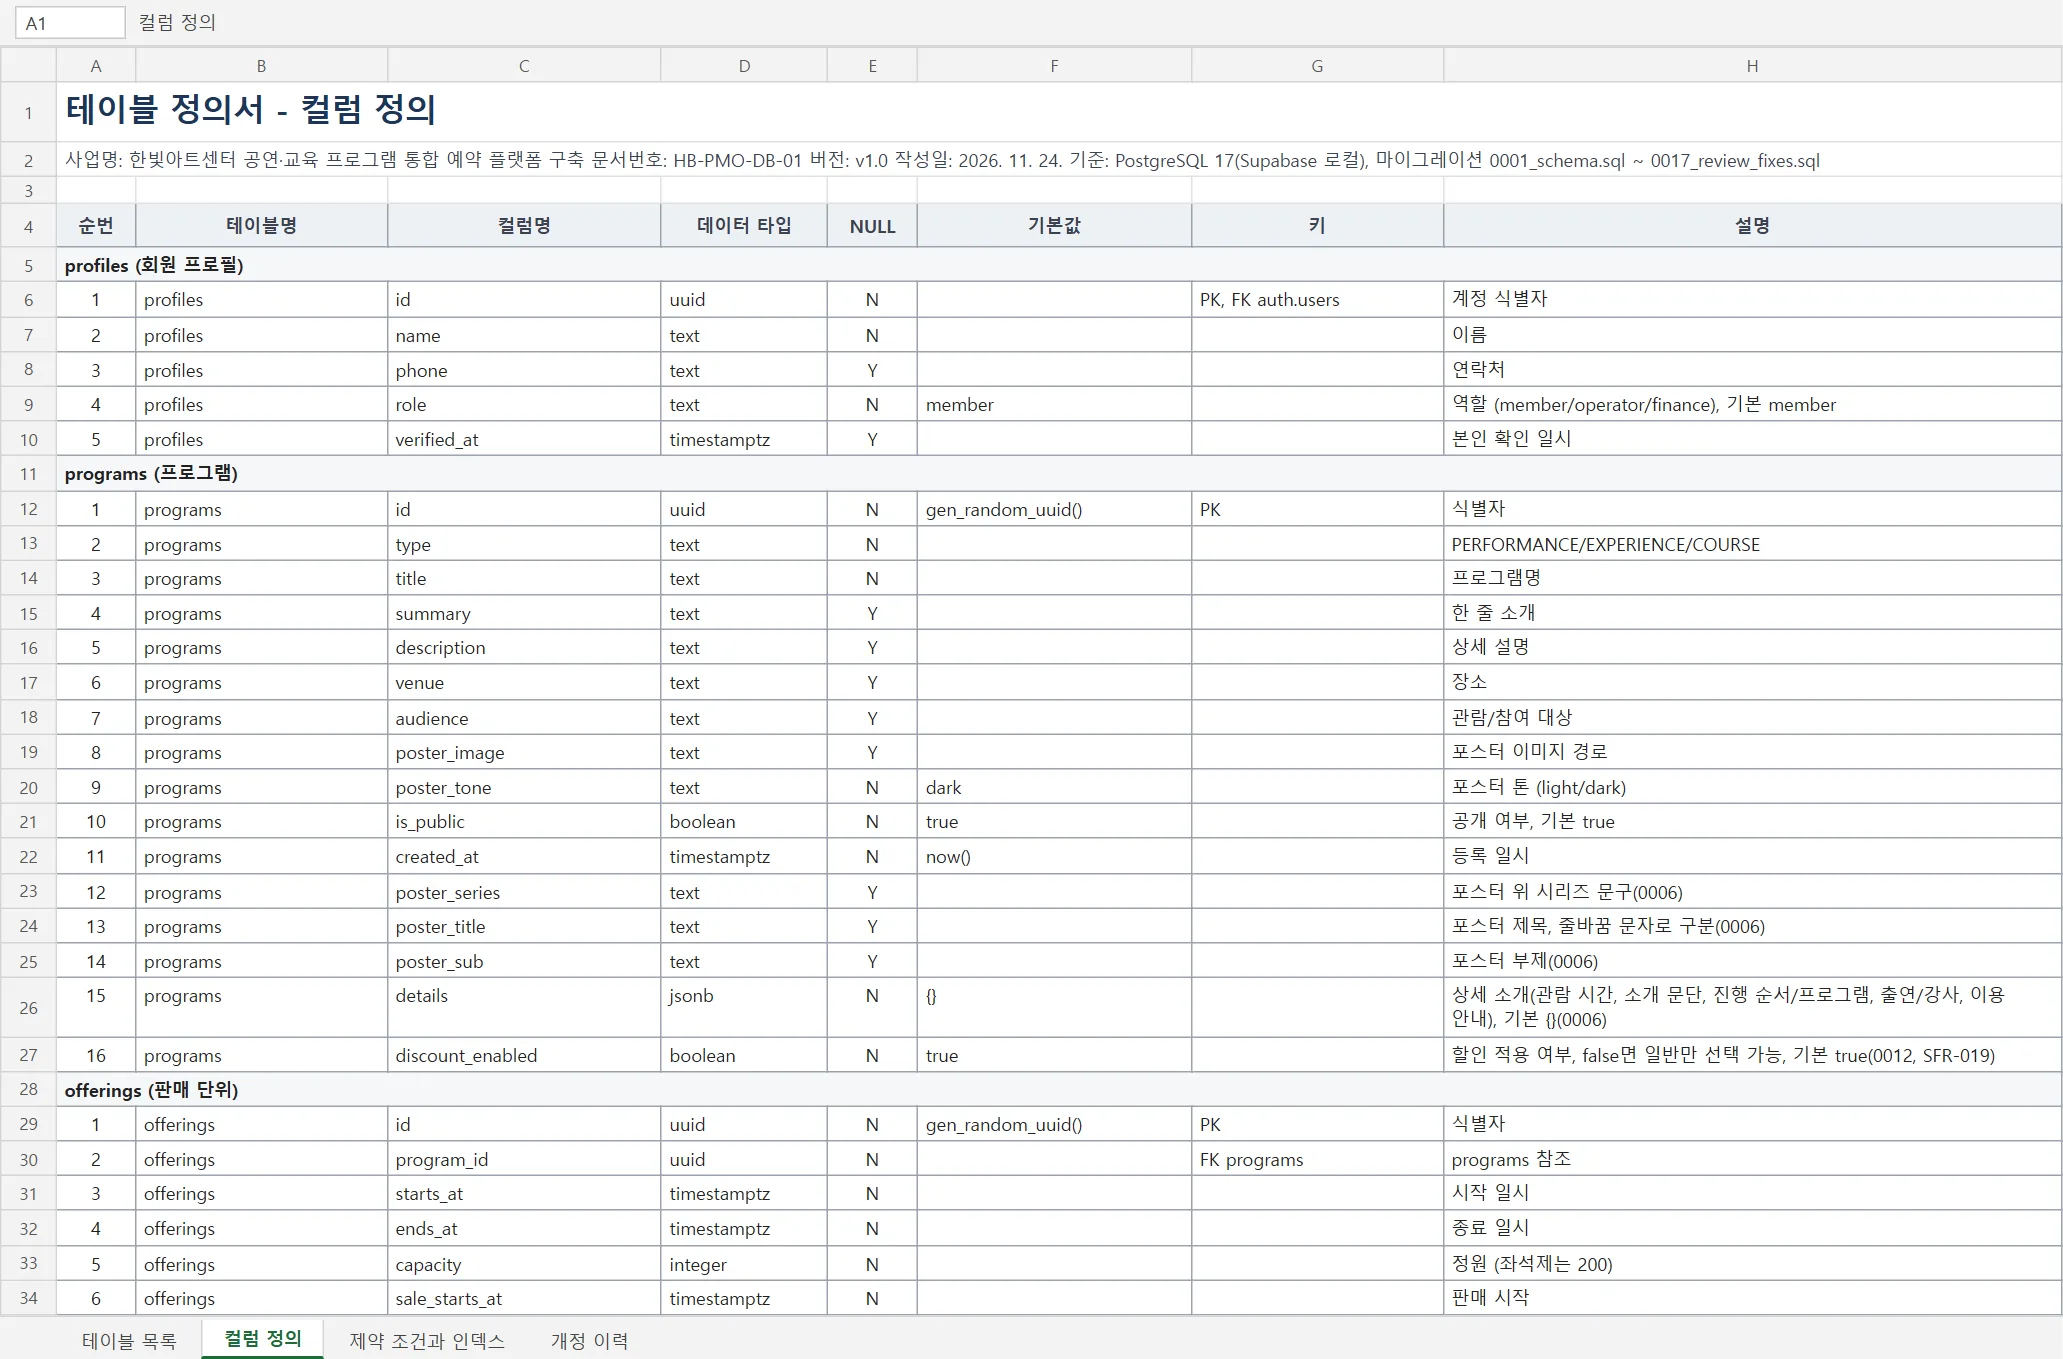 A1 컬럼 정의
A B C D E F G H
1 테이블 정의서 - 컬럼 정의
2 사업명: 한빛아트센터 공연·교육 프로그램 통합 예약 플랫폼 구축 문서번호: HB-PMO-DB-01 버전: v1.0 작성일: 2026. 11. 24. 기준: PostgreSQL 17(Supabase 로컬), 마이그레이션 0001_schema.sql ~ 0017_review_fixes.sql
3
4 순번 테이블명 컬럼명 데이터 타입 NULL 기본값 키 설명
5 profiles (회원 프로필)
6 1 profiles id uuid N PK, FK auth.users 계정 식별자
7 2 profiles name text N 이름
8 3 profiles phone text Y 연락처
9 4 profiles role text N member 역할 (member/operator/finance), 기본 member
10 5 profiles verified_at timestamptz Y 본인 확인 일시
11 programs (프로그램)
12 1 programs id uuid N gen_random_uuid() PK 식별자
13 2 programs type text N PERFORMANCE/EXPERIENCE/COURSE
14 3 programs title text N 프로그램명
15 4 programs summary text Y 한 줄 소개
16 5 programs description text Y 상세 설명
17 6 programs venue text Y 장소
18 7 programs audience text Y 관람/참여 대상
19 8 programs poster_image text Y 포스터 이미지 경로
20 9 programs poster_tone text N dark 포스터 톤 (light/dark)
21 10 programs is_public boolean N true 공개 여부, 기본 true
22 11 programs created_at timestamptz N now() 등록 일시
23 12 programs poster_series text Y 포스터 위 시리즈 문구(0006)
24 13 programs poster_title text Y 포스터 제목, 줄바꿈 문자로 구분(0006)
25 14 programs poster_sub text Y 포스터 부제(0006)
26 15 programs details jsonb N {} 상세 소개(관람 시간, 소개 문단, 진행 순서/프로그램, 출연/강사, 이용
안내), 기본 {}(0006)
27 16 programs discount_enabled boolean N true 할인 적용 여부, false면 일반만 선택 가능, 기본 true(0012, SFR-019)
28 offerings (판매 단위)
29 1 offerings id uuid N gen_random_uuid() PK 식별자
30 2 offerings program_id uuid N FK programs programs 참조
31 3 offerings starts_at timestamptz N 시작 일시
32 4 offerings ends_at timestamptz N 종료 일시
33 5 offerings capacity integer N 정원 (좌석제는 200)
34 6 offerings sale_starts_at timestamptz N 판매 시작
테이블 목록 컬럼 정의 제약 조건과 인덱스 개정 이력